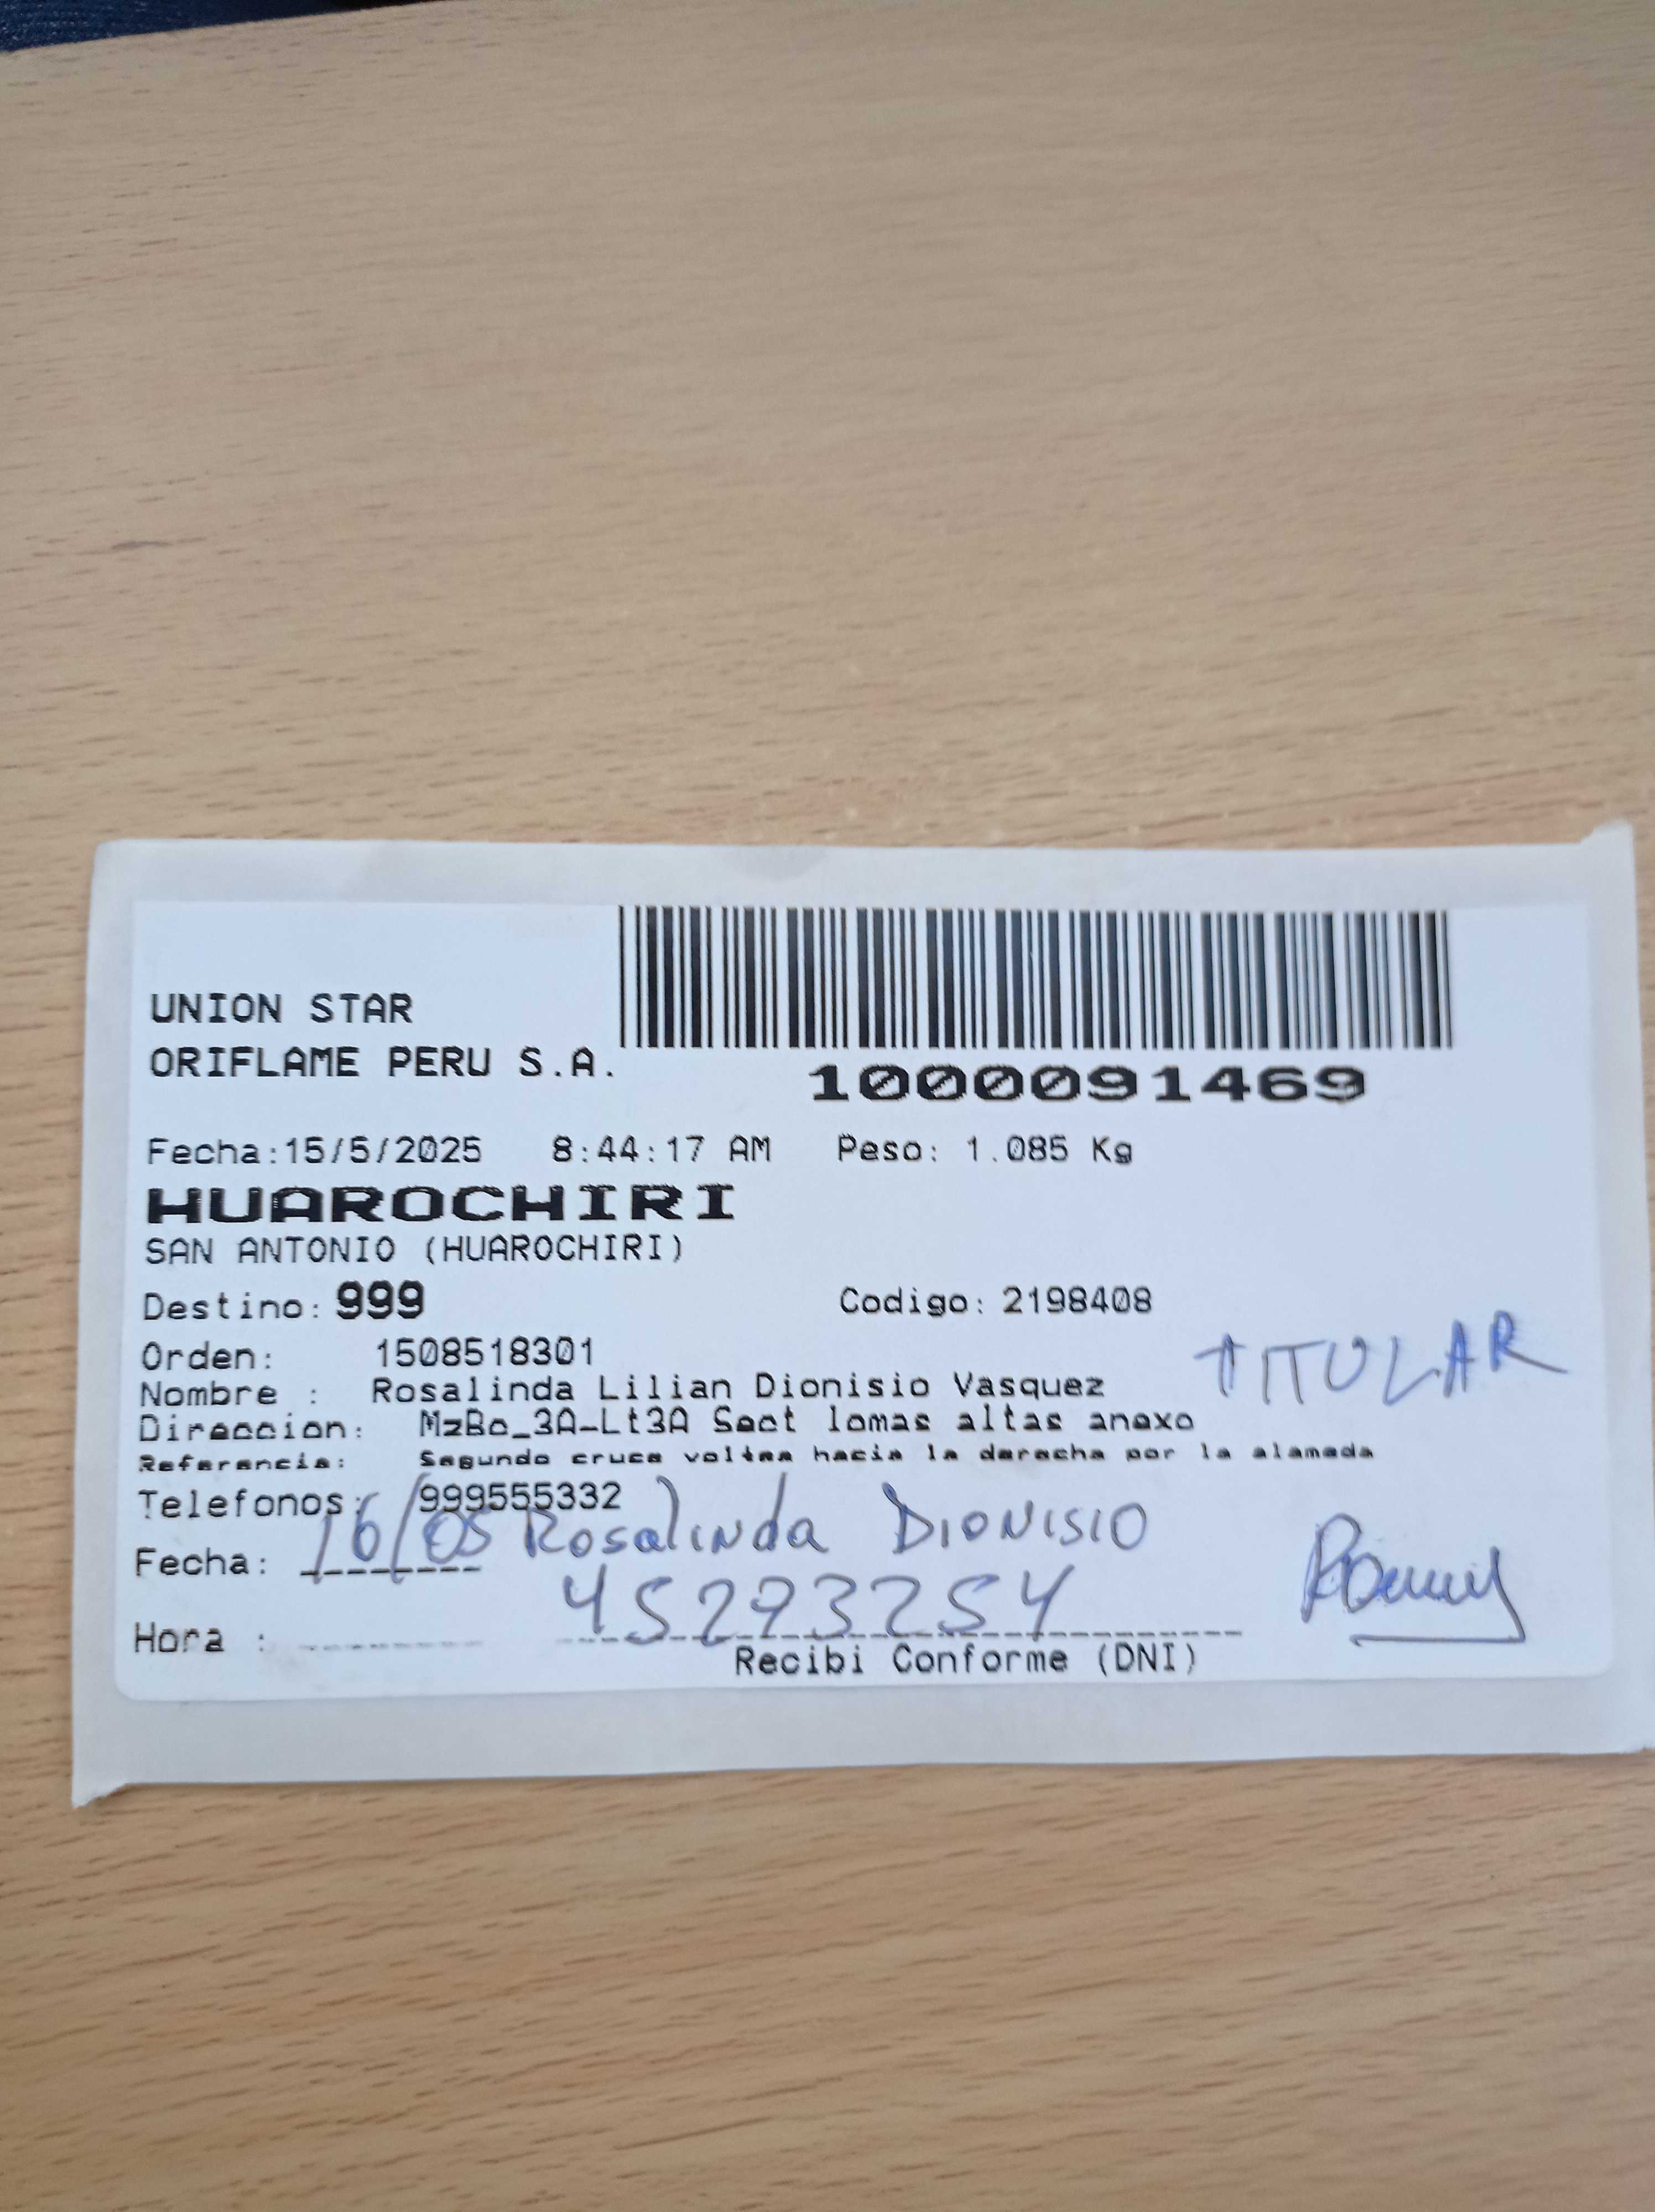 UNION STAR
ORIFLAME PERU S.A.
1000091469
Fecha:15/5/2025 8:44:17 AM Peso: 1.085 Kg
HUAROCHIRI
SAN ANTONIO (HUAROCHIRI)
Destino: 999 Codigo: 2198408
Orden: 1508518301
TITULAR
Nombre : Rosalinda Lilian Dionisio Vasquez
Direccion: MzBo_3A-Lt3A Sect lomas altas anexo
Referencia: Segundo cruce voltea hacia la derecha por la alameda
Telefonos: 999555332
Fecha: 16/05 Rosalinda DIONISIO
45293254
Hora :
Recibi Conforme (DNI)